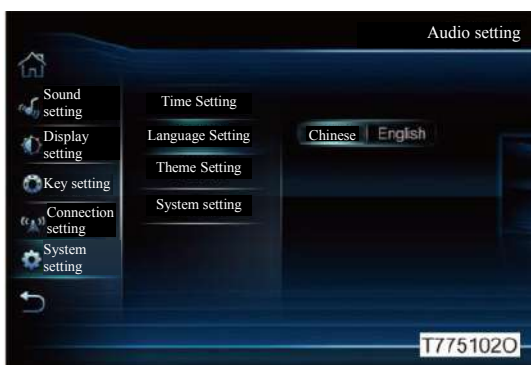 Audio setting
Sound
setting
Display
setting
Key setting
Connection
setting
System
setting
Time Setting
Language Setting
Theme Setting
System setting
Chinese English
T775102O